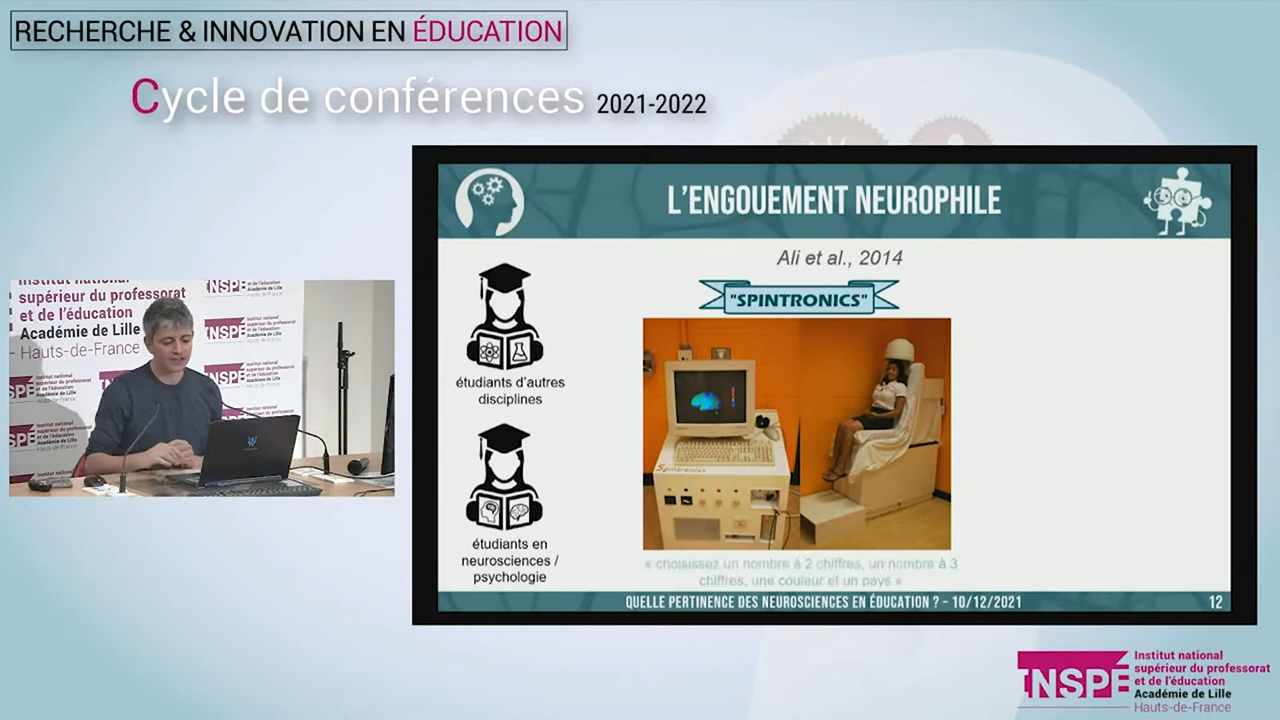 RECHERCHE & INNOVATION EN ÉDUCATION
Cycle de conférences 2021-2022
L'ENGOUEMENT NEUROPHILE
Ali et al., 2014
"SPINTRONICS"
étudiants d'autres
disciplines
étudiants en
neurosciences /
psychologie
Spintronics
« choisissez un nombre à 2 chiffres, un nombre à 3
chiffres, une couleur et un pays »
QUELLE PERTINENCE DES NEUROSCIENCES EN ÉDUCATION ? – 10/12/2021
12
Institut national
supérieur du professorat
et de l'éducation
Académie de Lille
Hauts-de-France
INSPÉ
INSPÉ
INSPÉ
Institut national
supérieur du professorat
et de l'éducation
Académie de Lille
Hauts-de-France